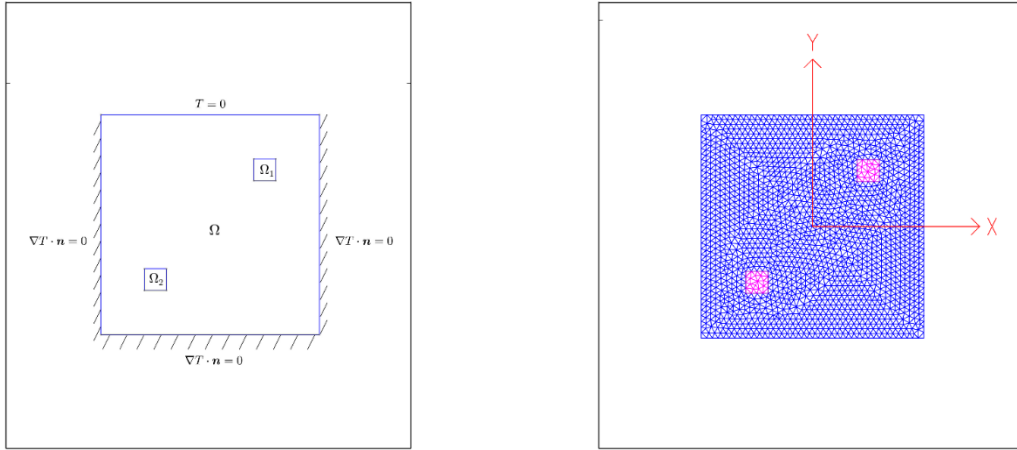 T = 0
Ω₁
∇T · n = 0
Ω
∇T · n = 0
Ω₂
∇T · n = 0
Y
X